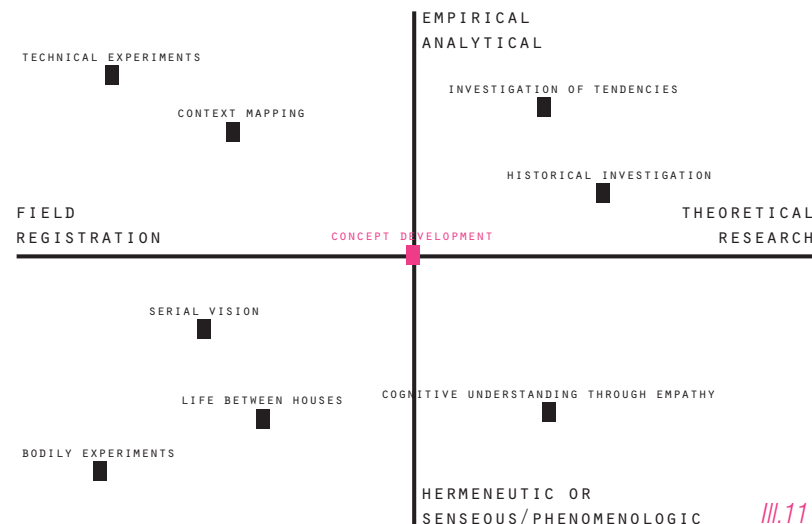 EMPIRICAL
ANALYTICAL
TECHNICAL EXPERIMENTS
INVESTIGATION OF TENDENCIES
CONTEXT MAPPING
HISTORICAL INVESTIGATION
FIELD
REGISTRATION
THEORETICAL
RESEARCH
CONCEPT DEVELOPMENT
SERIAL VISION
LIFE BETWEEN HOUSES
COGNITIVE UNDERSTANDING THROUGH EMPATHY
BODILY EXPERIMENTS
HERMENEUTIC OR
SENSEOUS/PHENOMENOLOGIC
Ill.11